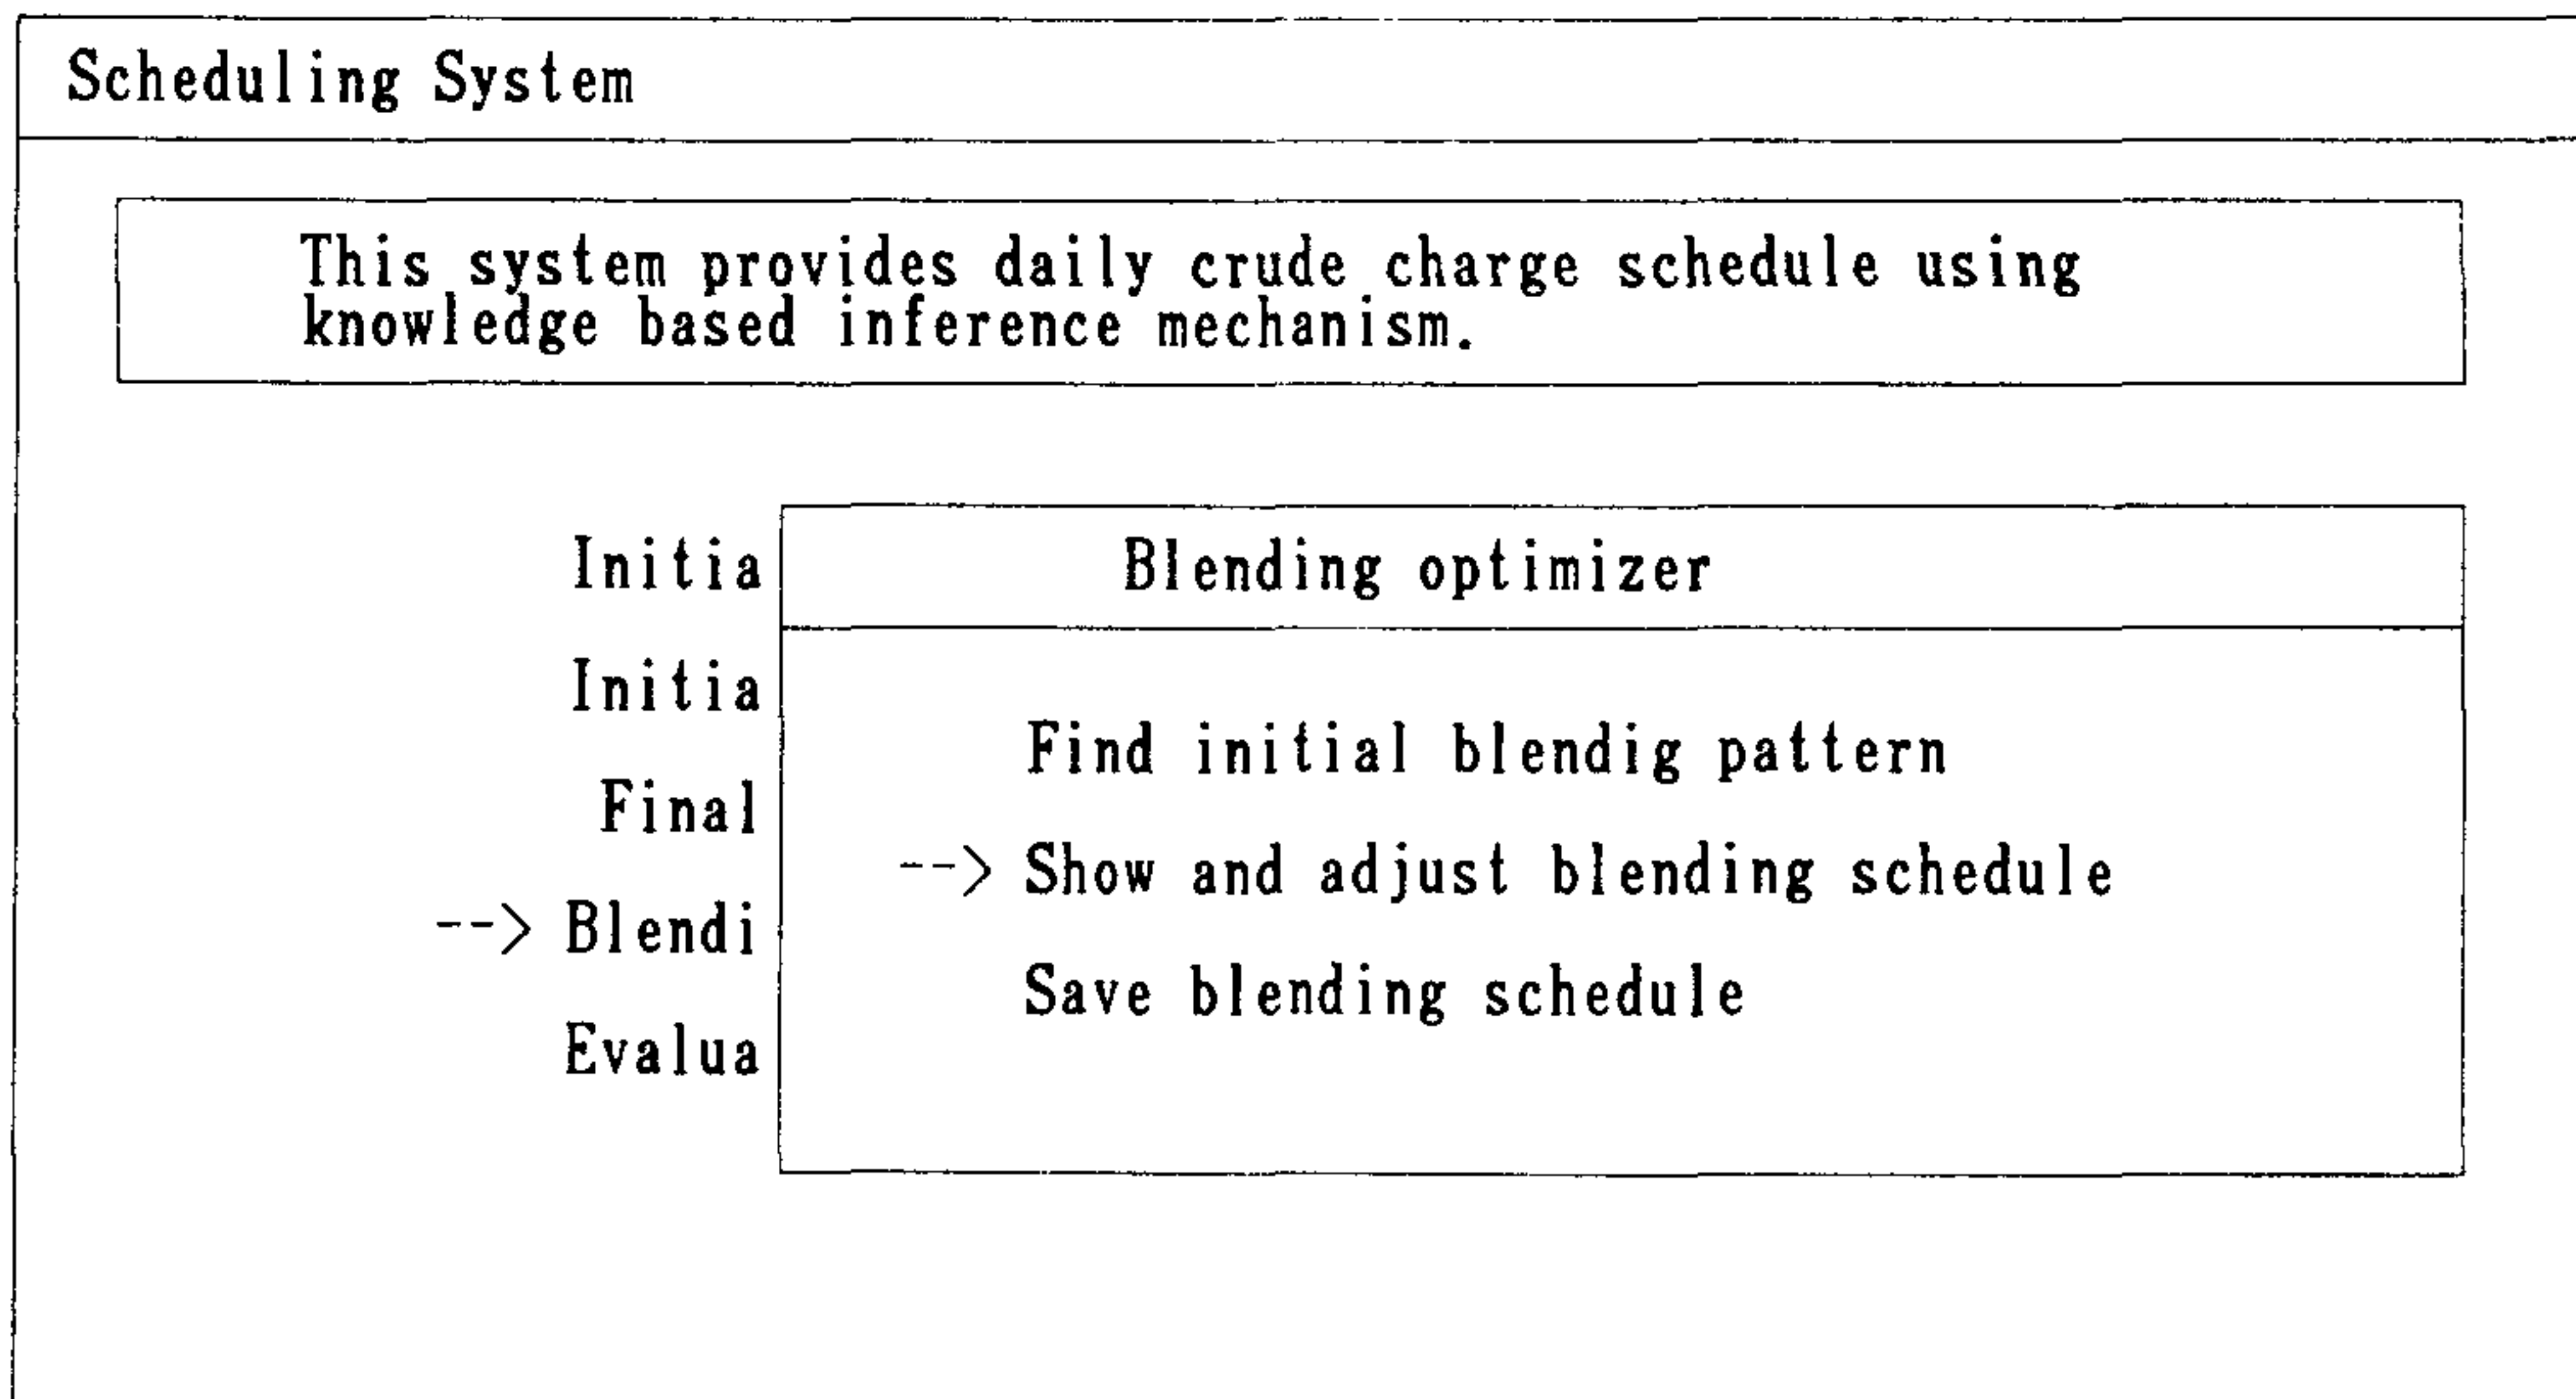 Scheduling System
This system provides daily crude charge schedule using
knowledge based inference mechanism.
Initia
Initia
Final
--> Blendi
Evalua
Blending optimizer
Find initial blendig pattern
--> Show and adjust blending schedule
Save blending schedule